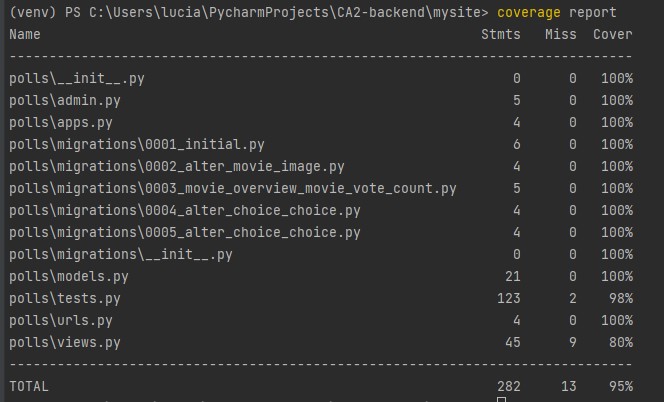 (venv) PS C:\Users\lucia\PycharmProjects\CA2-backend\mysite> coverage report
Name                                                  Stmts   Miss  Cover
-------------------------------------------------------------------------
polls\__init__.py                                         0      0   100%
polls\admin.py                                            5      0   100%
polls\apps.py                                             4      0   100%
polls\migrations\0001_initial.py                          6      0   100%
polls\migrations\0002_alter_movie_image.py                4      0   100%
polls\migrations\0003_movie_overview_movie_vote_count.py   5      0   100%
polls\migrations\0004_alter_choice_choice.py              4      0   100%
polls\migrations\0005_alter_choice_choice.py              4      0   100%
polls\migrations\__init__.py                              0      0   100%
polls\models.py                                          21      0   100%
polls\tests.py                                          123      2    98%
polls\urls.py                                             4      0   100%
polls\views.py                                           45      9    80%
-------------------------------------------------------------------------
TOTAL                                                   282     13    95%